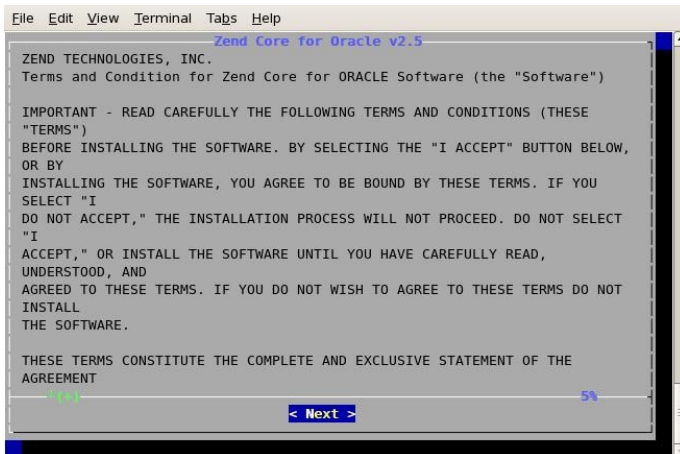 File Edit View Terminal Tabs Help
Zend Core for Oracle v2.5
ZEND TECHNOLOGIES, INC.
Terms and Condition for Zend Core for ORACLE Software (the "Software")
IMPORTANT - READ CAREFULLY THE FOLLOWING TERMS AND CONDITIONS (THESE
"TERMS")
BEFORE INSTALLING THE SOFTWARE. BY SELECTING THE "I ACCEPT" BUTTON BELOW,
OR BY
INSTALLING THE SOFTWARE, YOU AGREE TO BE BOUND BY THESE TERMS. IF YOU
SELECT "I
DO NOT ACCEPT," THE INSTALLATION PROCESS WILL NOT PROCEED. DO NOT SELECT
"I
ACCEPT," OR INSTALL THE SOFTWARE UNTIL YOU HAVE CAREFULLY READ,
UNDERSTOOD, AND
AGREED TO THESE TERMS. IF YOU DO NOT WISH TO AGREE TO THESE TERMS DO NOT
INSTALL
THE SOFTWARE.
THESE TERMS CONSTITUTE THE COMPLETE AND EXCLUSIVE STATEMENT OF THE
AGREEMENT
(+) 5%
< Next >